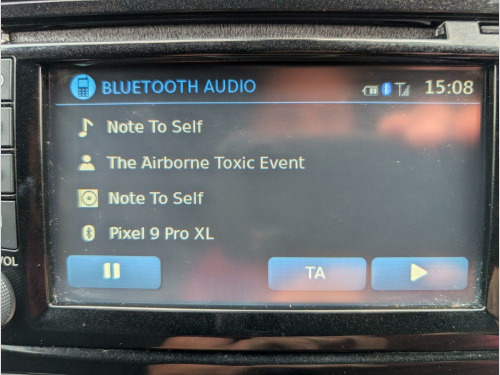 BLUETOOTH AUDIO 15:08
Note To Self
The Airborne Toxic Event
Note To Self
Pixel 9 Pro XL
TA
VOL